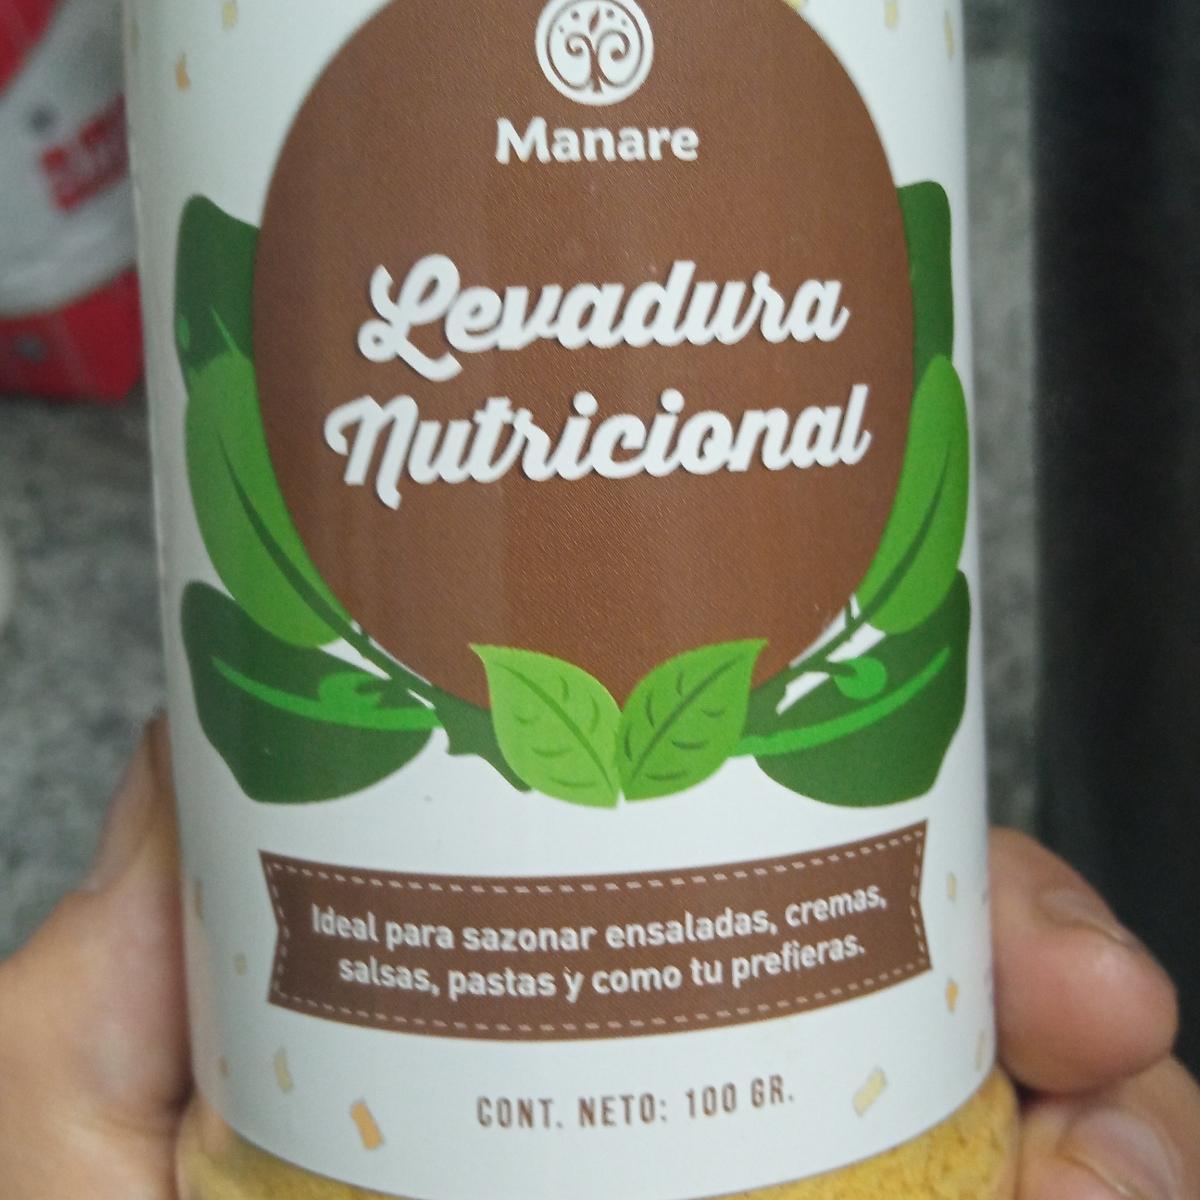 Manare
Levadura
Nutricional
Ideal para sazonar ensaladas, cremas,
salsas, pastas y como tu prefieras.
CONT. NETO: 100 GR.